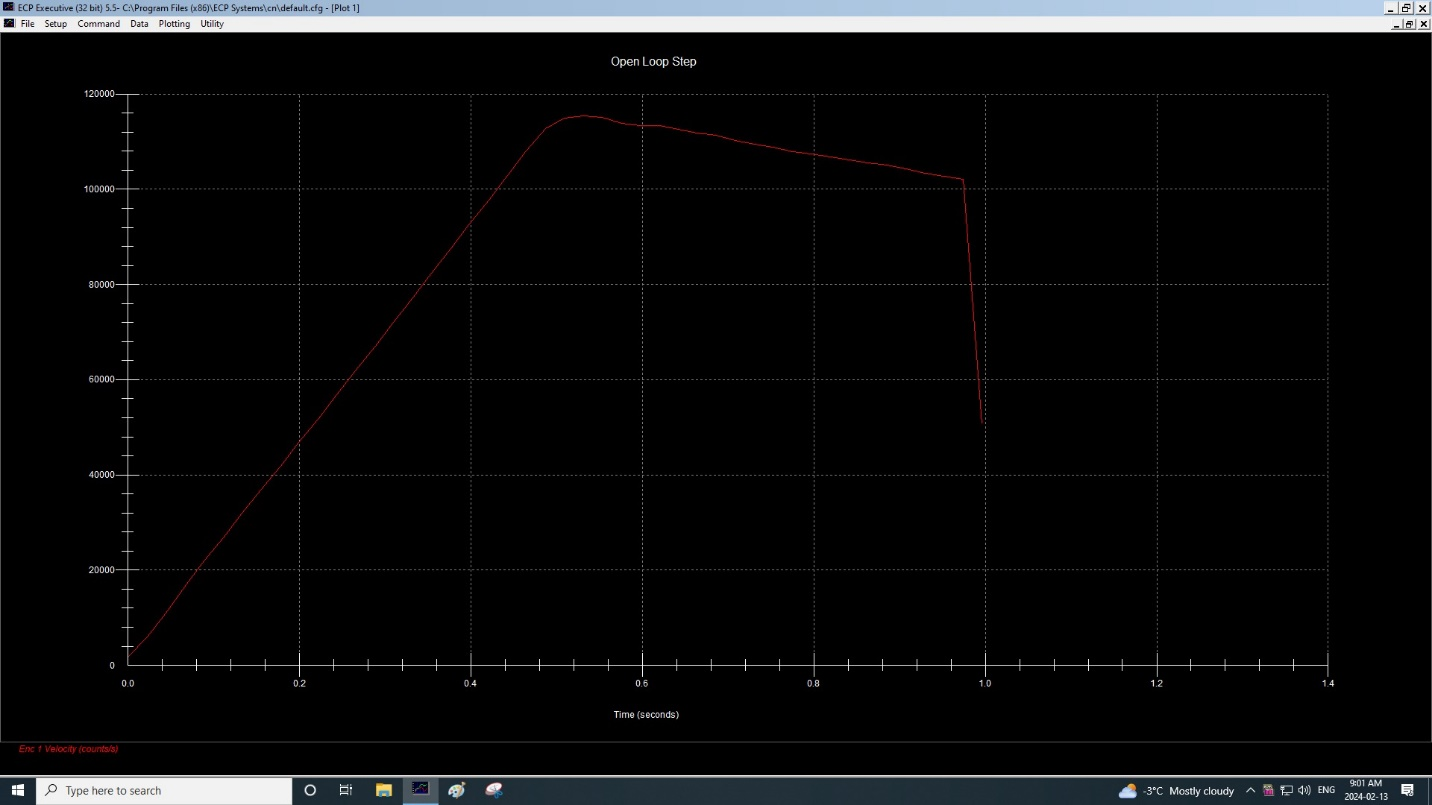 ECP Executive (32 bit) 5.5- C:\Program Files (x86)\ECP Systems\cn\default.cfg - [Plot 1]
File Setup Command Data Plotting Utility
Open Loop Step
120000
100000
80000
60000
40000
20000
0
0.0 0.2 0.4 0.6 0.8 1.0 1.2 1.4
Time (seconds)
Enc 1 Velocity (counts/s)
Type here to search
-3°C Mostly cloudy
ENG
9:01 AM
2024-02-13